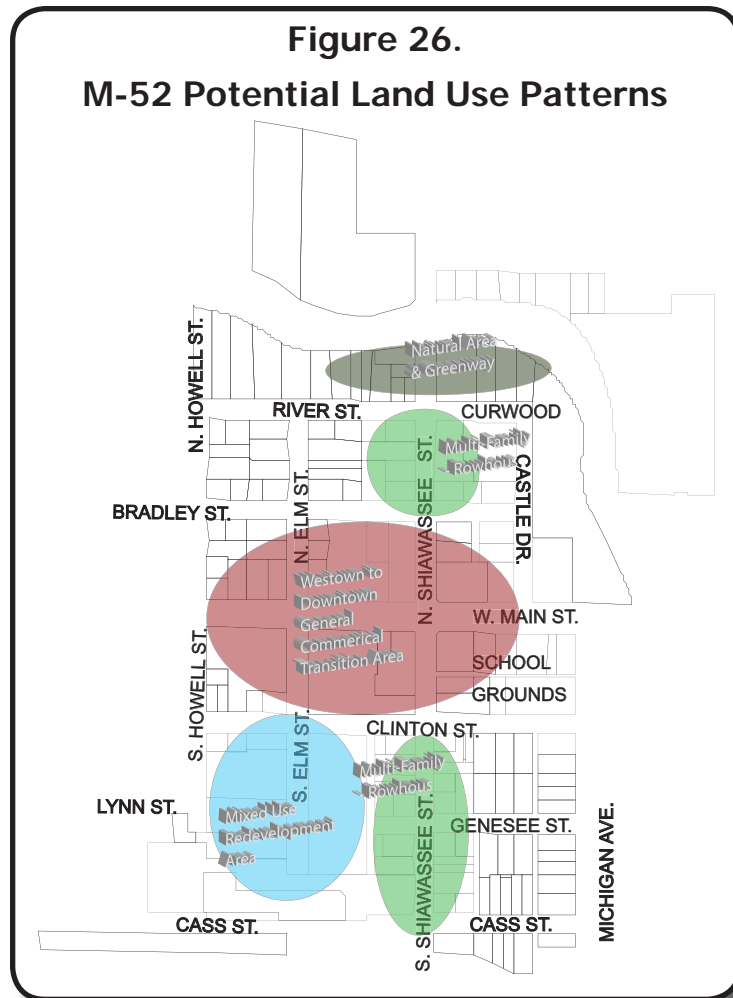 Figure 26.
M-52 Potential Land Use Patterns
N. HOWELL ST.
Natural Area
& Greenway
RIVER ST.
CURWOOD
Multi-Family
- Rowhous
N. SHIAWASSEE ST.
CASTLE DR.
N. ELM ST.
BRADLEY ST.
Westown to
Downtown
General
Commerical
Transition Area
W. MAIN ST.
SCHOOL
GROUNDS
S. HOWELL ST.
S. ELM ST.
CLINTON ST.
Multi-Family
- Rowhous
LYNN ST.
Mixed Use
Redevelopment
Area
S. SHIAWASSEE ST.
GENESEE ST.
MICHIGAN AVE.
CASS ST.
CASS ST.